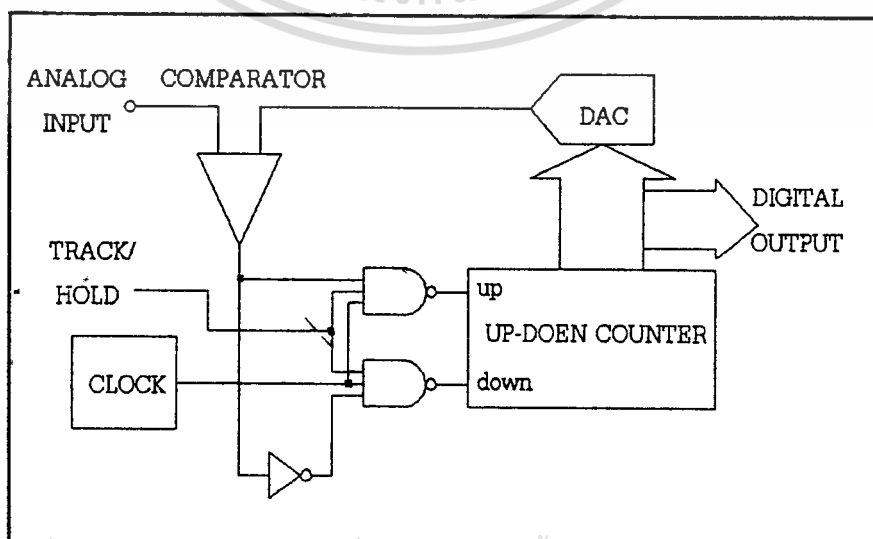 ANALOG COMPARATOR
INPUT
DAC
DIGITAL
OUTPUT
TRACK/
HOLD
up
UP-DOEN COUNTER
CLOCK
down